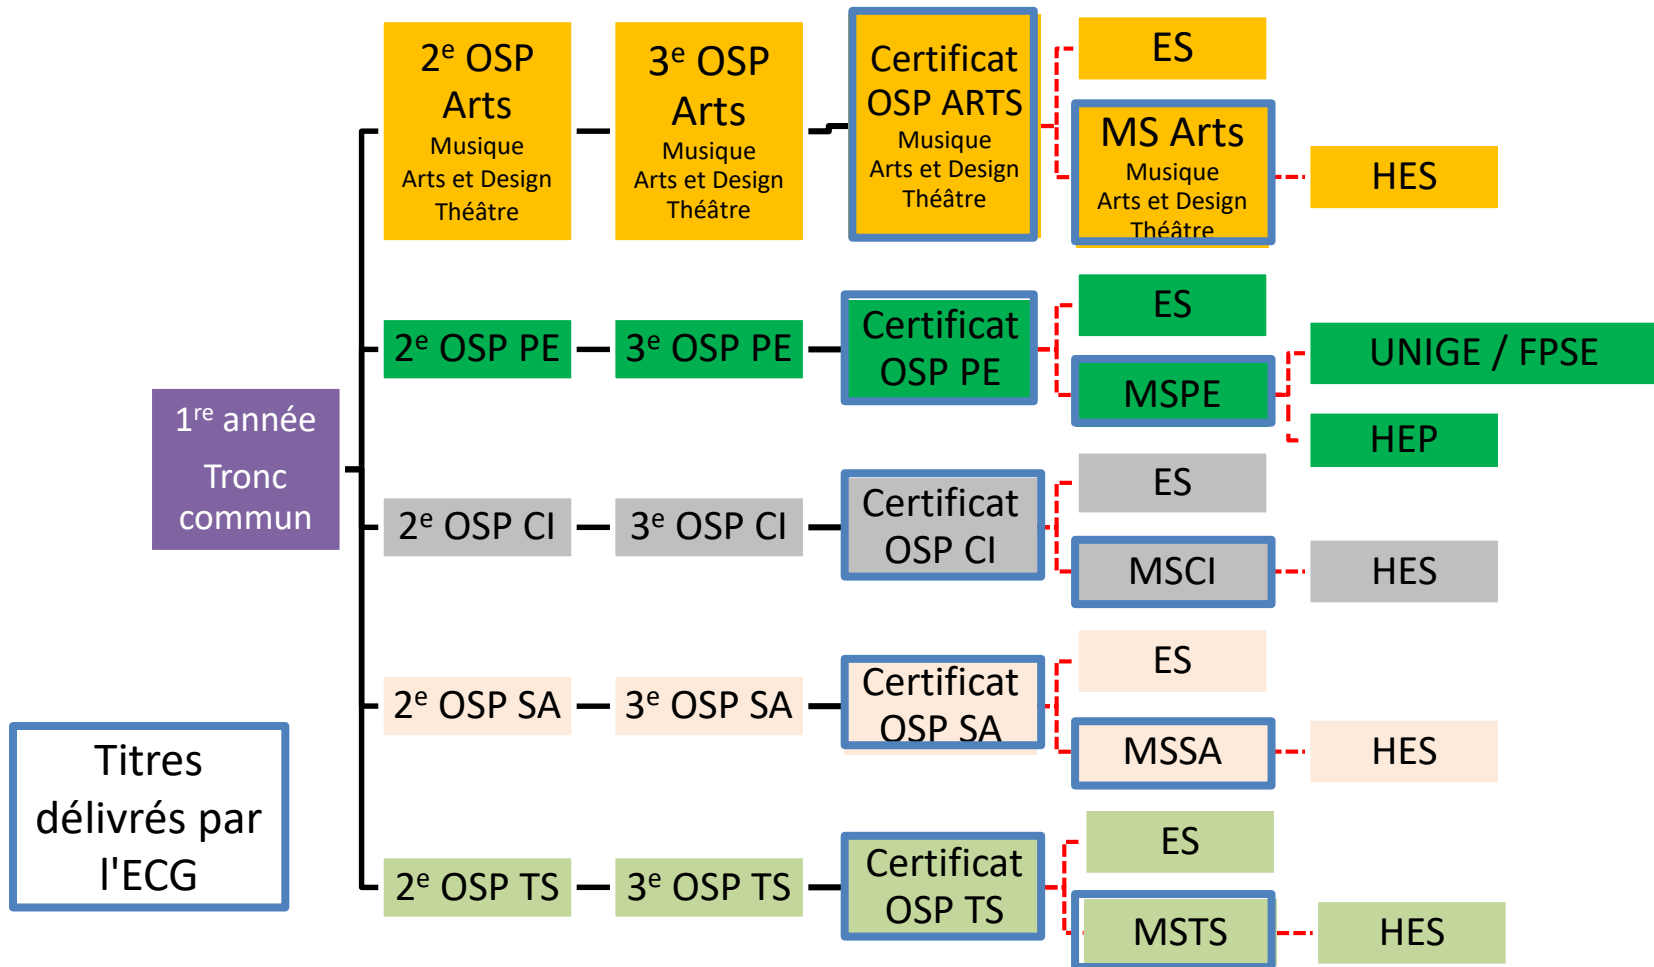 2e OSP
Arts
Musique
Arts et Design
Théâtre
3e OSP
Arts
Musique
Arts et Design
Théâtre
Certificat
OSP ARTS
Musique
Arts et Design
Théâtre
ES
MS Arts
Musique
Arts et Design
Théâtre
HES
2e OSP PE
3e OSP PE
Certificat
OSP PE
ES
MSPE
UNIGE / FPSE
HEP
1re année
Tronc
commun
2e OSP CI
3e OSP CI
Certificat
OSP CI
ES
MSCI
HES
2e OSP SA
3e OSP SA
Certificat
OSP SA
ES
MSSA
HES
Titres
délivrés par
l'ECG
2e OSP TS
3e OSP TS
Certificat
OSP TS
ES
MSTS
HES